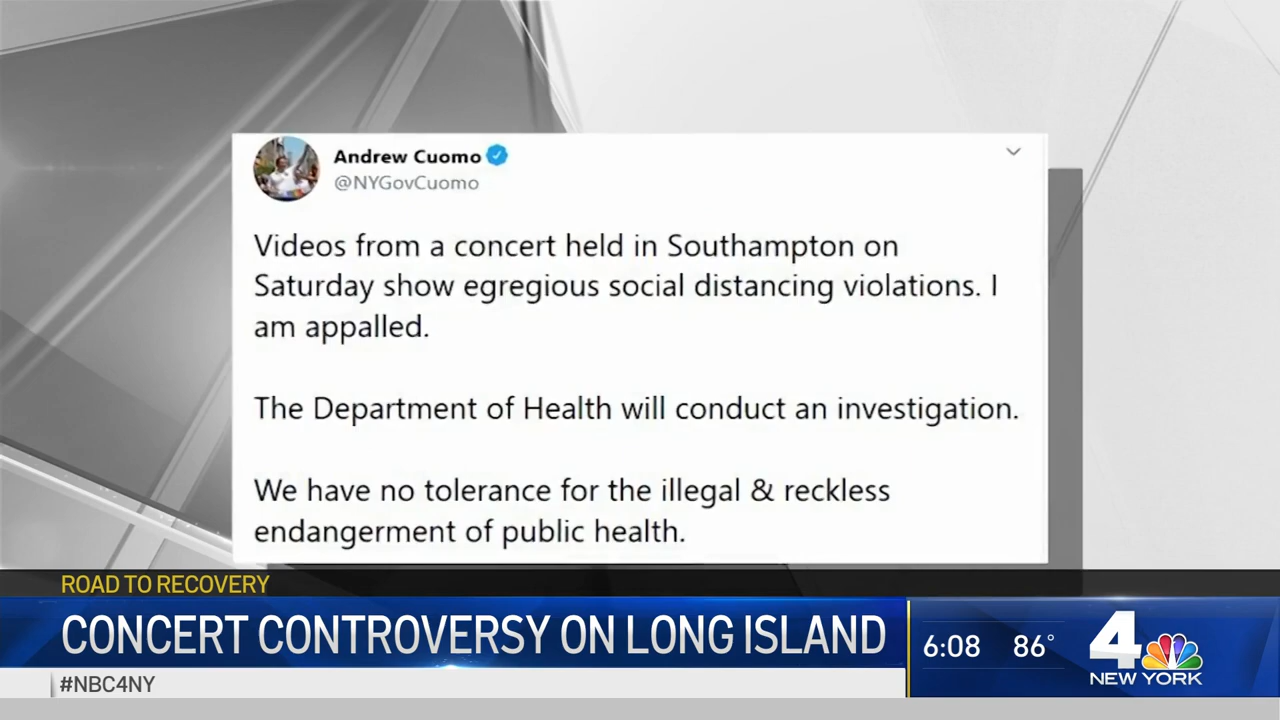 Andrew Cuomo
@NYGovCuomo
Videos from a concert held in Southampton on
Saturday show egregious social distancing violations. I
am appalled.
The Department of Health will conduct an investigation.
We have no tolerance for the illegal & reckless
endangerment of public health.
ROAD TO RECOVERY
CONCERT CONTROVERSY ON LONG ISLAND
6:08 86°
4
NEW YORK
#NBC4NY